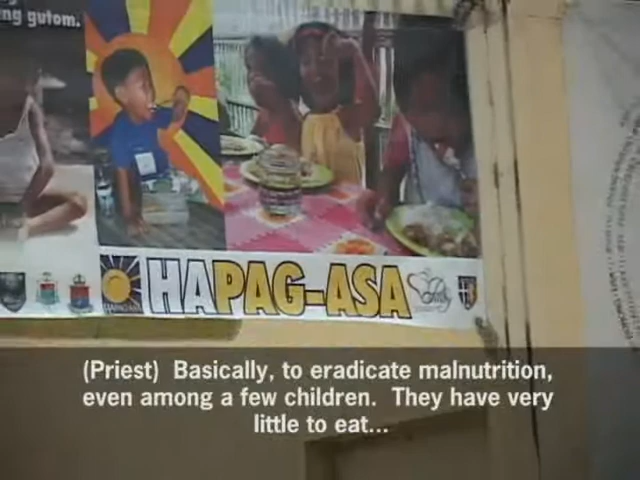 ng gutom.
HAPAG-ASA
(Priest) Basically, to eradicate malnutrition,
even among a few children. They have very
little to eat...